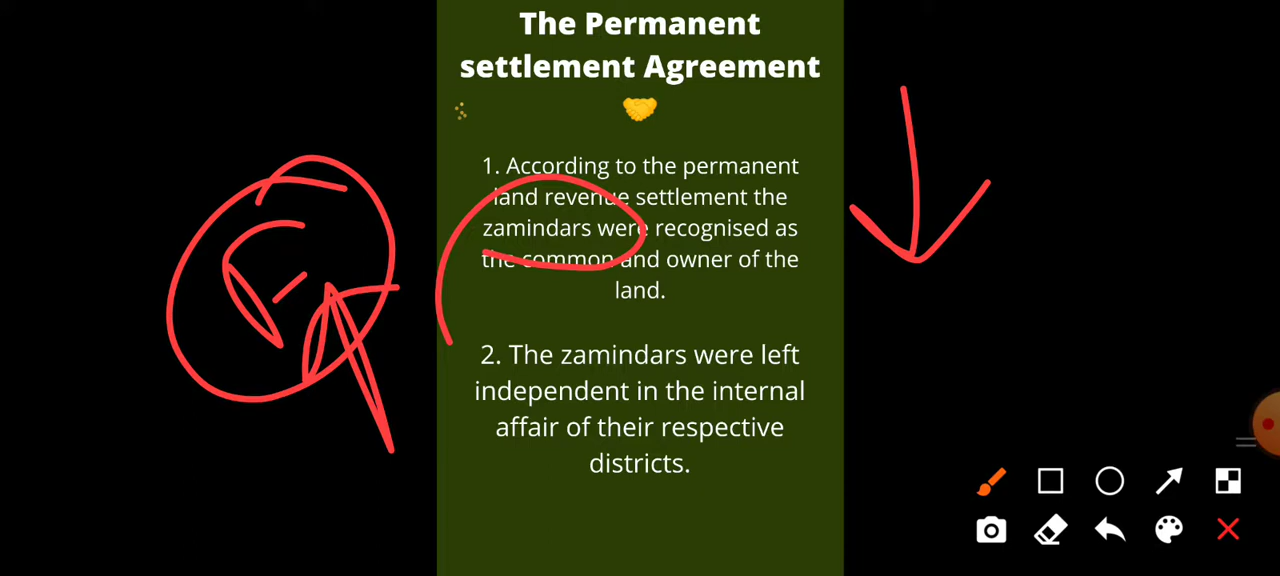 The Permanent
settlement Agreement
1. According to the permanent
land revenue settlement the
zamindars were recognised as
the common and owner of the
land.
2. The zamindars were left
independent in the internal
affair of their respective
districts.